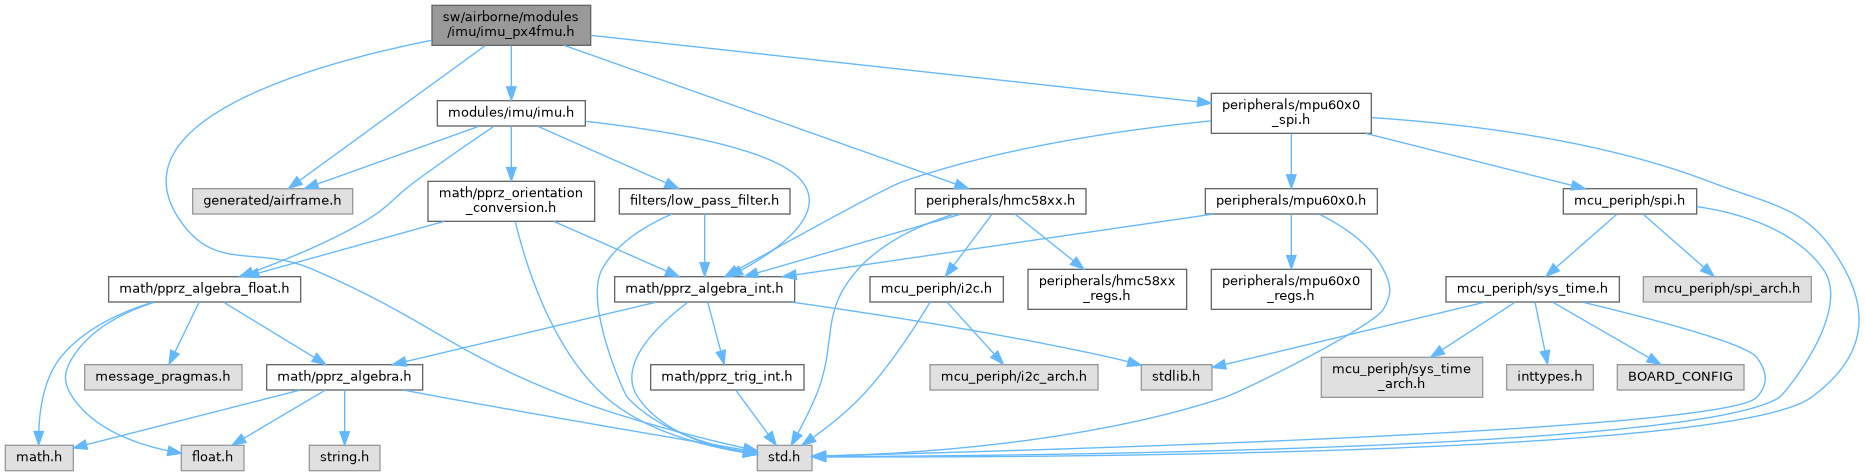 sw/airborne/modules
/imu/imu_px4fmu.h
modules/imu/imu.h
peripherals/mpu60x0
_spi.h
generated/airframe.h
math/pprz_orientation
_conversion.h
filters/low_pass_filter.h
peripherals/hmc58xx.h
peripherals/mpu60x0.h
mcu_periph/spi.h
math/pprz_algebra_float.h
math/pprz_algebra_int.h
mcu_periph/i2c.h
peripherals/hmc58xx
_regs.h
peripherals/mpu60x0
_regs.h
mcu_periph/sys_time.h
mcu_periph/spi_arch.h
message_pragmas.h
math/pprz_algebra.h
math/pprz_trig_int.h
mcu_periph/i2c_arch.h
stdlib.h
mcu_periph/sys_time
_arch.h
inttypes.h
BOARD_CONFIG
math.h
float.h
string.h
std.h